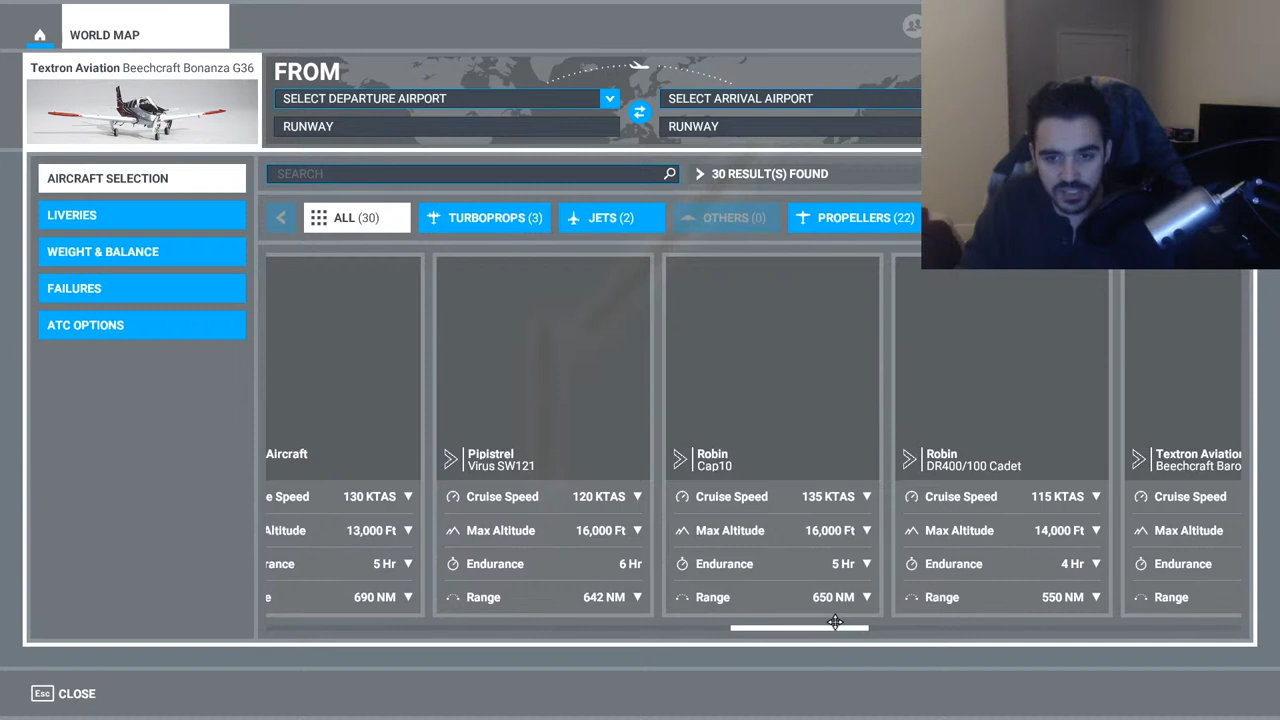 WORLD MAP
Textron Aviation Beechcraft Bonanza G36
FROM
SELECT DEPARTURE AIRPORT
RUNWAY
SELECT ARRIVAL AIRPORT
RUNWAY
AIRCRAFT SELECTION
LIVERIES
WEIGHT & BALANCE
FAILURES
ATC OPTIONS
SEARCH
30 RESULT(S) FOUND
ALL (30)
TURBOPROPS (3)
JETS (2)
OTHERS (0)
PROPELLERS (22)
Aircraft
e Speed 130 KTAS
Altitude 13,000 Ft
rance 5 Hr
e 690 NM
Pipistrel
Virus SW121
Cruise Speed 120 KTAS
Max Altitude 16,000 Ft
Endurance 6 Hr
Range 642 NM
Robin
Cap10
Cruise Speed 135 KTAS
Max Altitude 16,000 Ft
Endurance 5 Hr
Range 650 NM
Robin
DR400/100 Cadet
Cruise Speed 115 KTAS
Max Altitude 14,000 Ft
Endurance 4 Hr
Range 550 NM
Textron Aviation
Beechcraft Baro
Cruise Speed
Max Altitude
Endurance
Range
Esc CLOSE